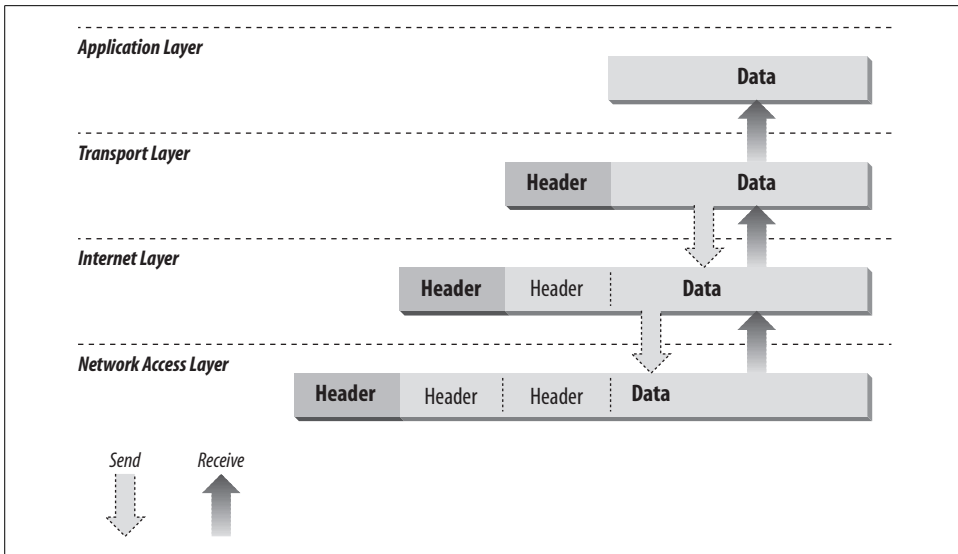 Application Layer
Data
Transport Layer
Header Data
Internet Layer
Header Header Data
Network Access Layer
Header Header Header Data
Send Receive